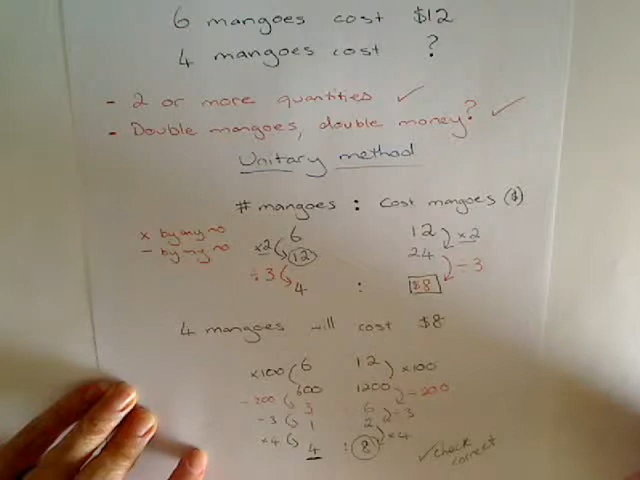 6 mangoes cost $12
4 mangoes cost ?
- 2 or more quantities ✓
- Double mangoes, double money? ✓
Unitary method
# mangoes : Cost mangoes ($)
× by any no 6 12
÷ by any no ×2 12 24 ×2
÷3 4 : $8 ÷3
4 mangoes will cost $8
×100 6 12 ×100
÷200 600 1200 ÷200
÷3 3 6 ÷3
×4 1 2 ×4
4 : 8 ✓ check
correct